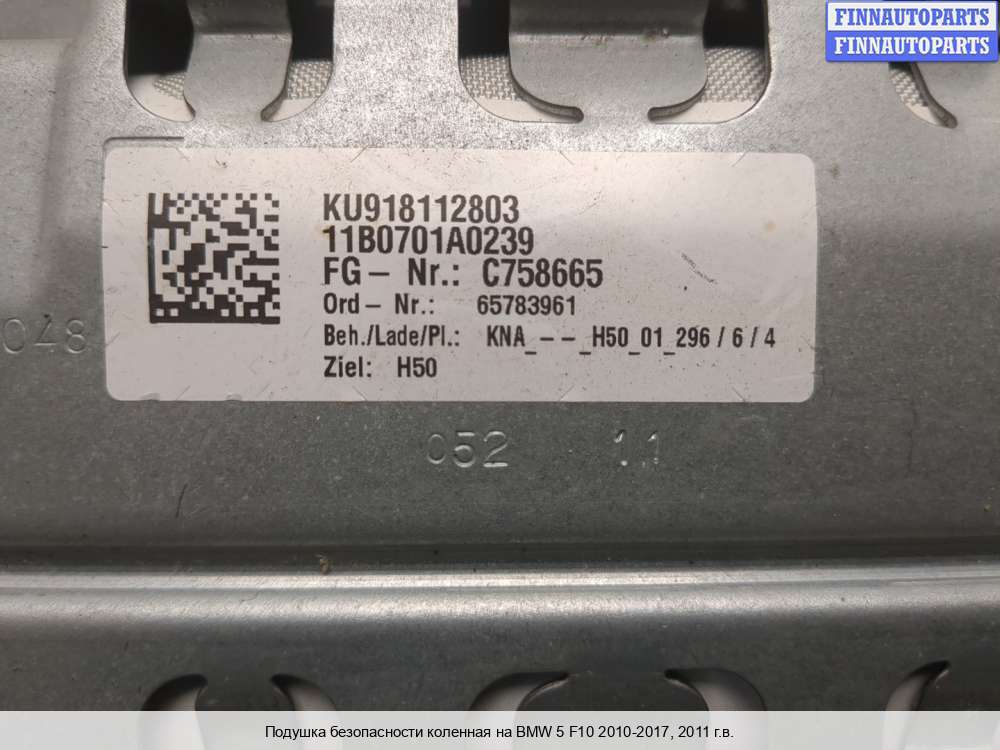 FINNAUTOPARTS
FINNAUTOPARTS
KU918112803
11B0701A0239
FG – Nr.: C758665
Ord – Nr.: 65783961
Beh./Lade/Pl.: KNA_ – – _H50_01_296 / 6 / 4
Ziel: H50
048
052 11
Подушка безопасности коленная на BMW 5 F10 2010-2017, 2011 г.в.